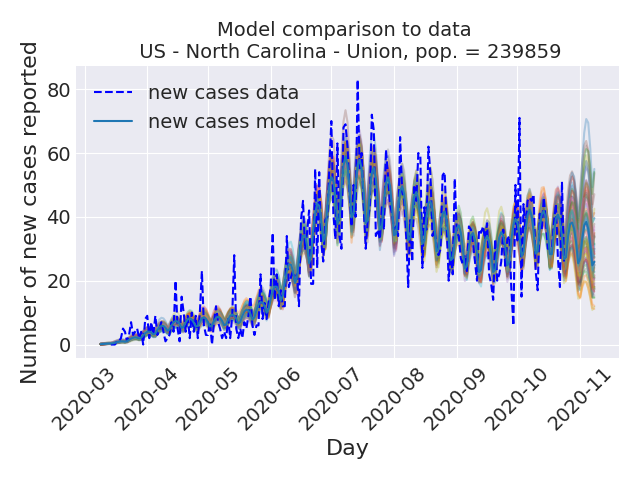 Model comparison to data
US - North Carolina - Union, pop. = 239859
Number of new cases reported
80
60
40
20
0
new cases data
new cases model
2020-03
2020-04
2020-05
2020-06
2020-07
2020-08
2020-09
2020-10
2020-11
Day